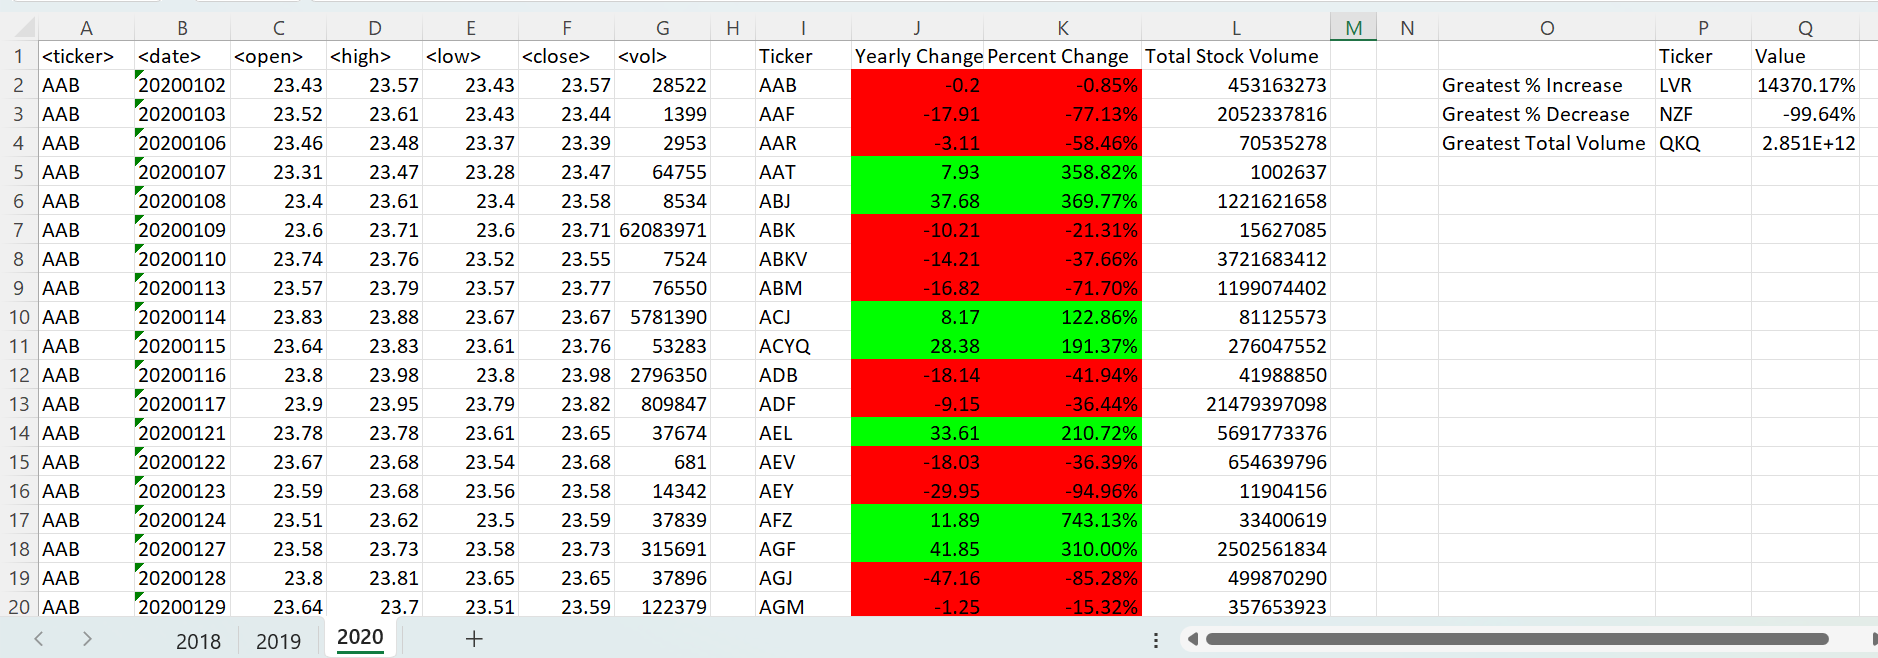 A B C D E F G H I J K L M N O P Q
1 <ticker> <date> <open> <high> <low> <close> <vol> Ticker Yearly Change Percent Change Total Stock Volume Ticker Value
2 AAB 20200102 23.43 23.57 23.43 23.57 28522 AAB -0.2 -0.85% 453163273 Greatest % Increase LVR 14370.17%
3 AAB 20200103 23.52 23.61 23.43 23.44 1399 AAF -17.91 -77.13% 2052337816 Greatest % Decrease NZF -99.64%
4 AAB 20200106 23.46 23.48 23.37 23.39 2953 AAR -3.11 -58.46% 70535278 Greatest Total Volume QKQ 2.851E+12
5 AAB 20200107 23.31 23.47 23.28 23.47 64755 AAT 7.93 358.82% 1002637
6 AAB 20200108 23.4 23.61 23.4 23.58 8534 ABJ 37.68 369.77% 1221621658
7 AAB 20200109 23.6 23.71 23.6 23.71 62083971 ABK -10.21 -21.31% 15627085
8 AAB 20200110 23.74 23.76 23.52 23.55 7524 ABKV -14.21 -37.66% 3721683412
9 AAB 20200113 23.57 23.79 23.57 23.77 76550 ABM -16.82 -71.70% 1199074402
10 AAB 20200114 23.83 23.88 23.67 23.67 5781390 ACJ 8.17 122.86% 81125573
11 AAB 20200115 23.64 23.83 23.61 23.76 53283 ACYQ 28.38 191.37% 276047552
12 AAB 20200116 23.8 23.98 23.8 23.98 2796350 ADB -18.14 -41.94% 41988850
13 AAB 20200117 23.9 23.95 23.79 23.82 809847 ADF -9.15 -36.44% 21479397098
14 AAB 20200121 23.78 23.78 23.61 23.65 37674 AEL 33.61 210.72% 5691773376
15 AAB 20200122 23.67 23.68 23.54 23.68 681 AEV -18.03 -36.39% 654639796
16 AAB 20200123 23.59 23.68 23.56 23.58 14342 AEY -29.95 -94.96% 11904156
17 AAB 20200124 23.51 23.62 23.5 23.59 37839 AFZ 11.89 743.13% 33400619
18 AAB 20200127 23.58 23.73 23.58 23.73 315691 AGF 41.85 310.00% 2502561834
19 AAB 20200128 23.8 23.81 23.65 23.65 37896 AGJ -47.16 -85.28% 499870290
20 AAB 20200129 23.64 23.7 23.51 23.59 122379 AGM -1.25 -15.32% 357653923
2018 2019 2020 +